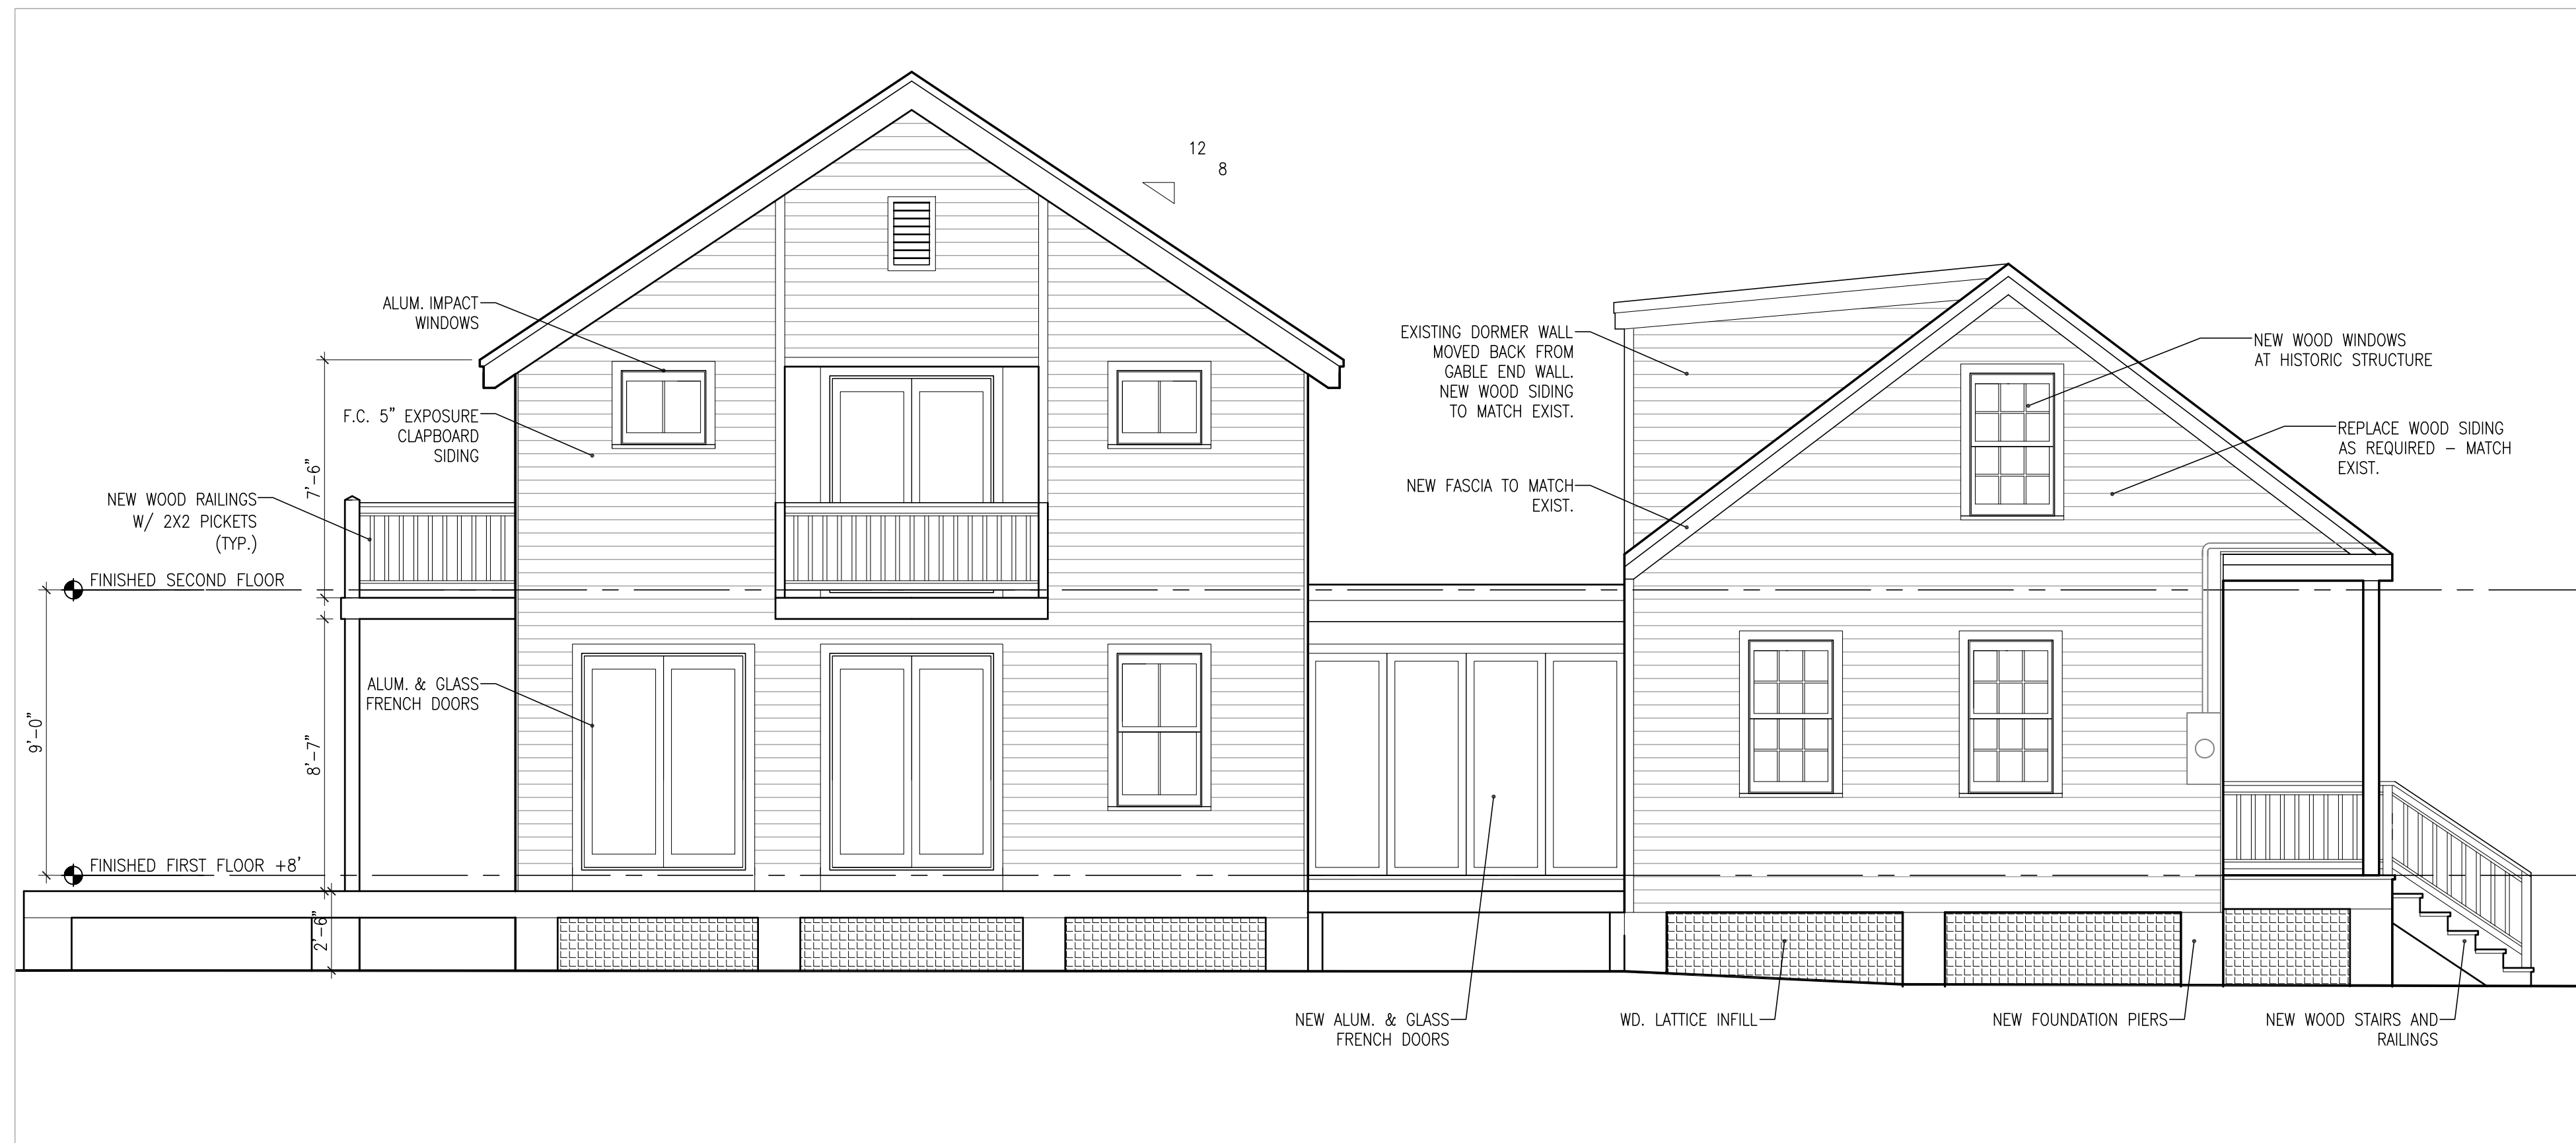 12
8
ALUM. IMPACT
WINDOWS
F.C. 5" EXPOSURE
CLAPBOARD
SIDING
7'-6"
NEW WOOD RAILINGS
W/ 2X2 PICKETS
(TYP.)
FINISHED SECOND FLOOR
ALUM. & GLASS
FRENCH DOORS
9'-0"
8'-7"
FINISHED FIRST FLOOR +8'
2'-6"
EXISTING DORMER WALL
MOVED BACK FROM
GABLE END WALL.
NEW WOOD SIDING
TO MATCH EXIST.
NEW FASCIA TO MATCH
EXIST.
NEW WOOD WINDOWS
AT HISTORIC STRUCTURE
REPLACE WOOD SIDING
AS REQUIRED – MATCH
EXIST.
NEW ALUM. & GLASS
FRENCH DOORS
WD. LATTICE INFILL
NEW FOUNDATION PIERS
NEW WOOD STAIRS AND
RAILINGS